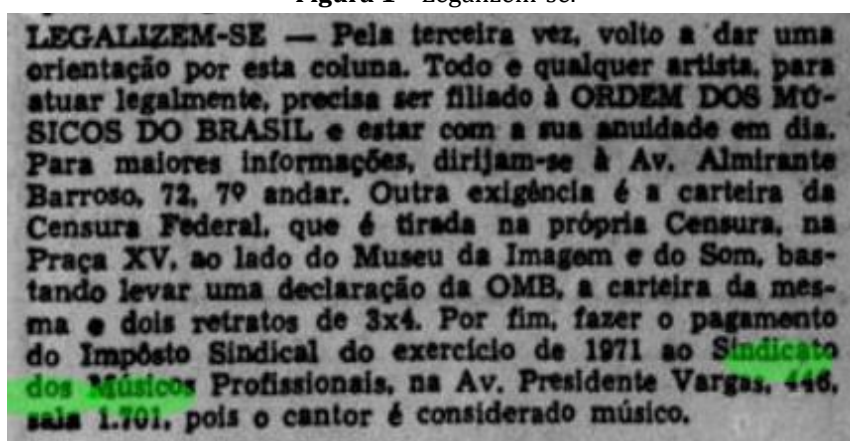 Figura 1 – Legalizem-se.
LEGALIZEM-SE — Pela terceira vez, volto a dar uma
orientação por esta coluna. Todo e qualquer artista, para
atuar legalmente, precisa ser filiado à ORDEM DOS MÚ-
SICOS DO BRASIL e estar com a sua anuidade em dia.
Para maiores informações, dirijam-se à Av. Almirante
Barroso, 72, 7º andar. Outra exigência é a carteira da
Censura Federal, que é tirada na própria Censura, na
Praça XV, ao lado do Museu da Imagem e do Som, bas-
tando levar uma declaração da OMB, a carteira da mes-
ma e dois retratos de 3x4. Por fim, fazer o pagamento
do Impôsto Sindical do exercício de 1971 ao Sindicato
dos Músicos Profissionais, na Av. Presidente Vargas, 446,
sala 1.701, pois o cantor é considerado músico.